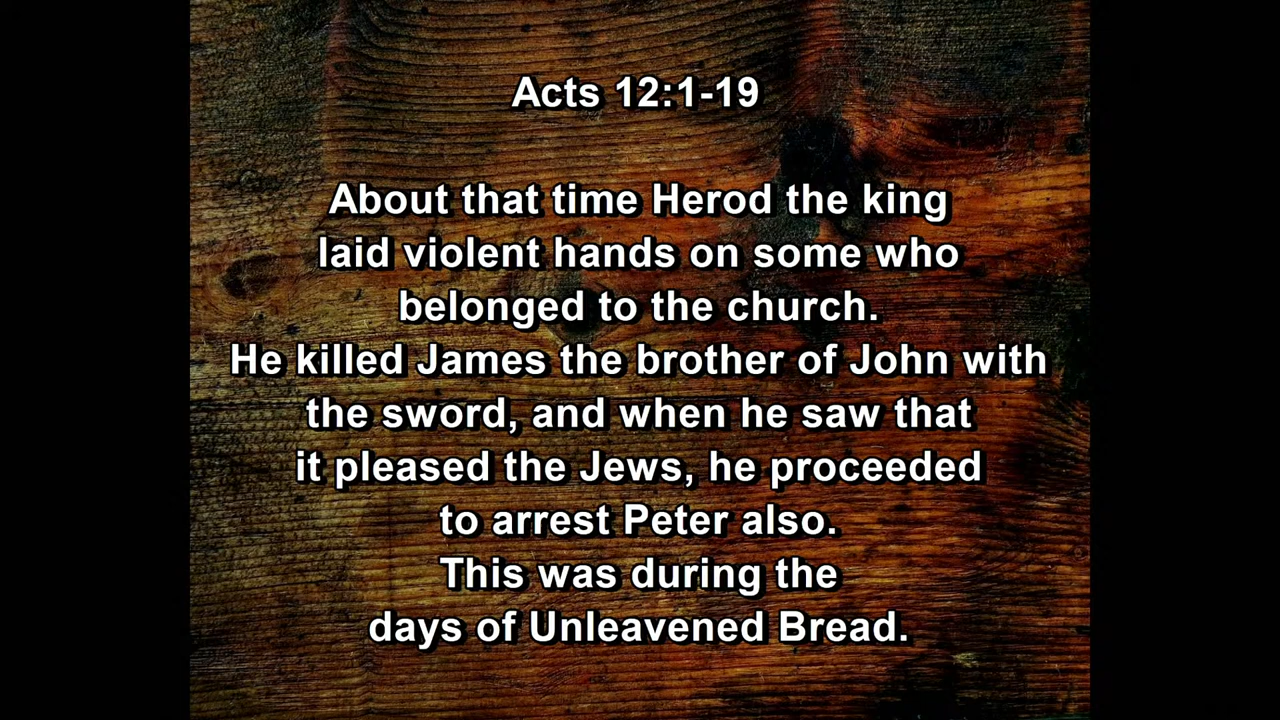 Acts 12:1-19
About that time Herod the king
laid violent hands on some who
belonged to the church.
He killed James the brother of John with
the sword, and when he saw that
it pleased the Jews, he proceeded
to arrest Peter also.
This was during the
days of Unleavened Bread.